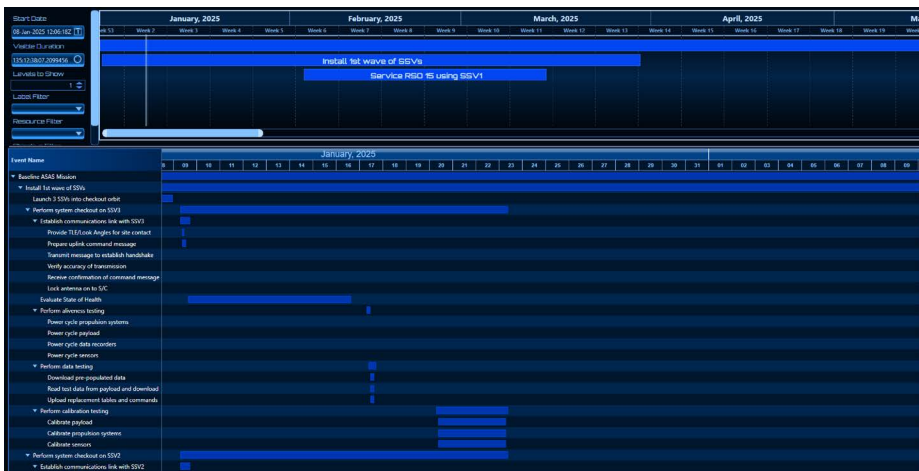 Start Date
January, 2025 February, 2025 March, 2025 April, 2025
08-Jan-2025 12:06:18Z
Week 2 Week 3 Week 4 Week 5 Week 6 Week 7 Week 8 Week 9 Week 10 Week 11 Week 12 Week 13 Week 14 Week 15 Week 16 Week 17 Week 18 Week 19
Visible Duration
135:12:38:07.2099456
Install 1st wave of SSVs
Levels to Show
Service RSO 15 using SSV1
1
Label Filter
Resource Filter
January, 2025
Event Name
09 10 11 12 13 14 15 16 17 18 19 20 21 22 23 24 25 26 27 28 29 30 31 01 02 03 04 05 06 07 08 09
Baseline ASAS Mission
Install 1st wave of SSVs
Launch 3 SSVs into checkout orbit
Perform system checkout on SSV3
Establish communications link with SSV3
Provide TLE/Look Angles for site contact
Prepare uplink command message
Transmit message to establish handshake
Verify accuracy of transmission
Receive confirmation of command message
Lock antenna on to S/C
Evaluate State of Health
Perform aliveness testing
Power cycle propulsion systems
Power cycle payload
Power cycle data recorders
Power cycle sensors
Perform data testing
Download pre-populated data
Read test data from payload and download
Upload replacement tables and commands
Perform calibration testing
Calibrate payload
Calibrate propulsion systems
Calibrate sensors
Perform system checkout on SSV2
Establish communications link with SSV2